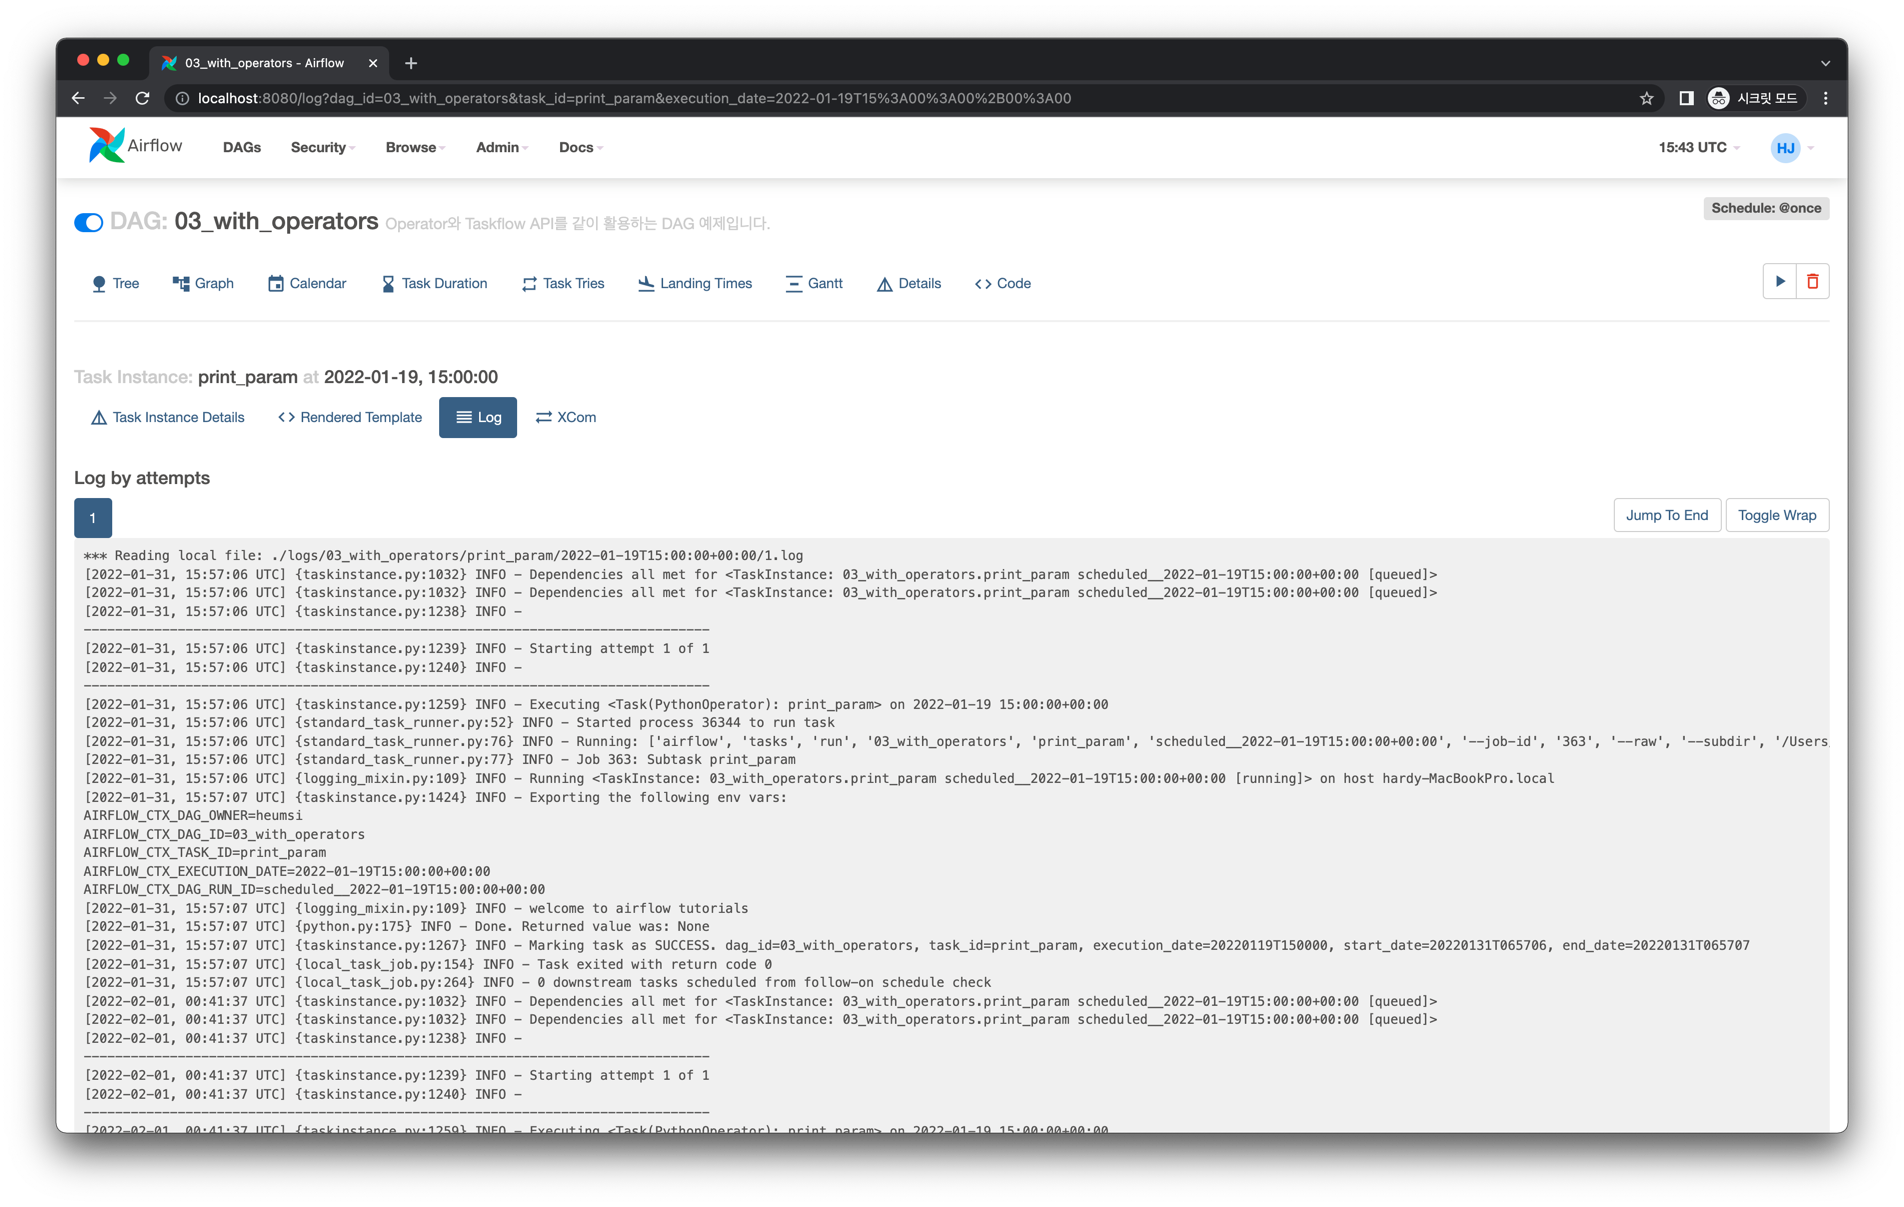 03_with_operators - Airflow
localhost:8080/log?dag_id=03_with_operators&task_id=print_param&execution_date=2022-01-19T15%3A00%3A00%2B00%3A00
시크릿 모드
Airflow DAGs Security Browse Admin Docs 15:43 UTC HJ
DAG: 03_with_operators Operator와 Taskflow API를 같이 활용하는 DAG 예제입니다. Schedule: @once
Tree Graph Calendar Task Duration Task Tries Landing Times Gantt Details Code
Task Instance: print_param at 2022-01-19, 15:00:00
Task Instance Details Rendered Template Log XCom
Log by attempts
1 Jump To End Toggle Wrap
*** Reading local file: ./logs/03_with_operators/print_param/2022-01-19T15:00:00+00:00/1.log
[2022-01-31, 15:57:06 UTC] {taskinstance.py:1032} INFO - Dependencies all met for <TaskInstance: 03_with_operators.print_param scheduled__2022-01-19T15:00:00+00:00 [queued]>
[2022-01-31, 15:57:06 UTC] {taskinstance.py:1032} INFO - Dependencies all met for <TaskInstance: 03_with_operators.print_param scheduled__2022-01-19T15:00:00+00:00 [queued]>
[2022-01-31, 15:57:06 UTC] {taskinstance.py:1238} INFO -
--------------------------------------------------------------------------------
[2022-01-31, 15:57:06 UTC] {taskinstance.py:1239} INFO - Starting attempt 1 of 1
[2022-01-31, 15:57:06 UTC] {taskinstance.py:1240} INFO -
--------------------------------------------------------------------------------
[2022-01-31, 15:57:06 UTC] {taskinstance.py:1259} INFO - Executing <Task(PythonOperator): print_param> on 2022-01-19 15:00:00+00:00
[2022-01-31, 15:57:06 UTC] {standard_task_runner.py:52} INFO - Started process 36344 to run task
[2022-01-31, 15:57:06 UTC] {standard_task_runner.py:76} INFO - Running: ['airflow', 'tasks', 'run', '03_with_operators', 'print_param', 'scheduled__2022-01-19T15:00:00+00:00', '--job-id', '363', '--raw', '--subdir', '/Users
[2022-01-31, 15:57:06 UTC] {standard_task_runner.py:77} INFO - Job 363: Subtask print_param
[2022-01-31, 15:57:06 UTC] {logging_mixin.py:109} INFO - Running <TaskInstance: 03_with_operators.print_param scheduled__2022-01-19T15:00:00+00:00 [running]> on host hardy-MacBookPro.local
[2022-01-31, 15:57:07 UTC] {taskinstance.py:1424} INFO - Exporting the following env vars:
AIRFLOW_CTX_DAG_OWNER=heumsi
AIRFLOW_CTX_DAG_ID=03_with_operators
AIRFLOW_CTX_TASK_ID=print_param
AIRFLOW_CTX_EXECUTION_DATE=2022-01-19T15:00:00+00:00
AIRFLOW_CTX_DAG_RUN_ID=scheduled__2022-01-19T15:00:00+00:00
[2022-01-31, 15:57:07 UTC] {logging_mixin.py:109} INFO - welcome to airflow tutorials
[2022-01-31, 15:57:07 UTC] {python.py:175} INFO - Done. Returned value was: None
[2022-01-31, 15:57:07 UTC] {taskinstance.py:1267} INFO - Marking task as SUCCESS. dag_id=03_with_operators, task_id=print_param, execution_date=20220119T150000, start_date=20220131T065706, end_date=20220131T065707
[2022-01-31, 15:57:07 UTC] {local_task_job.py:154} INFO - Task exited with return code 0
[2022-01-31, 15:57:07 UTC] {local_task_job.py:264} INFO - 0 downstream tasks scheduled from follow-on schedule check
[2022-02-01, 00:41:37 UTC] {taskinstance.py:1032} INFO - Dependencies all met for <TaskInstance: 03_with_operators.print_param scheduled__2022-01-19T15:00:00+00:00 [queued]>
[2022-02-01, 00:41:37 UTC] {taskinstance.py:1032} INFO - Dependencies all met for <TaskInstance: 03_with_operators.print_param scheduled__2022-01-19T15:00:00+00:00 [queued]>
[2022-02-01, 00:41:37 UTC] {taskinstance.py:1238} INFO -
--------------------------------------------------------------------------------
[2022-02-01, 00:41:37 UTC] {taskinstance.py:1239} INFO - Starting attempt 1 of 1
[2022-02-01, 00:41:37 UTC] {taskinstance.py:1240} INFO -
--------------------------------------------------------------------------------
[2022-02-01, 00:41:37 UTC] {taskinstance.py:1259} INFO - Executing <Task(PythonOperator): print_param> on 2022-01-19 15:00:00+00:00